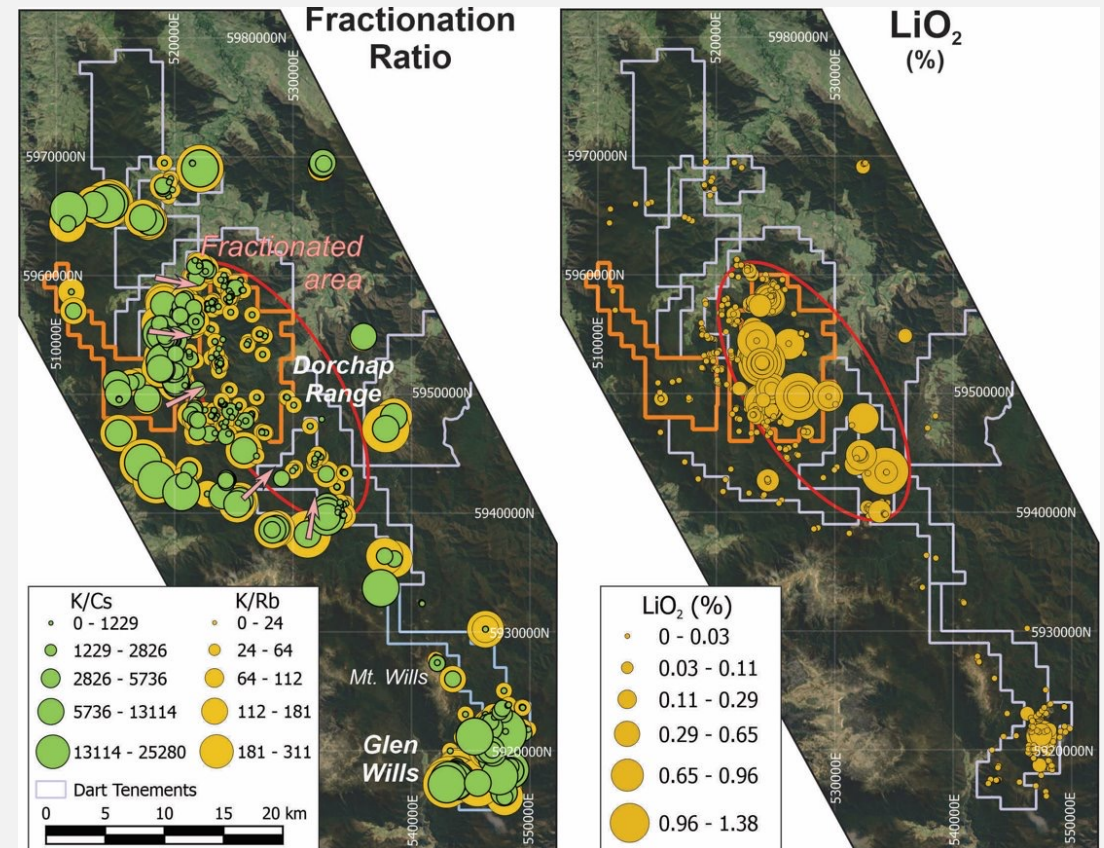 Fractionation
Ratio
520000E
5980000N
530000E
5970000N
Fractionated
area
5960000N
510000E
Dorchap
Range
5950000N
5940000N
5930000N
Mt. Wills
Glen
Wills
5920000N
540000E
550000E
K/Cs
K/Rb
0 - 1229
0 - 24
1229 - 2826
24 - 64
2826 - 5736
64 - 112
5736 - 13114
112 - 181
13114 - 25280
181 - 311
Dart Tenements
0 5 10 15 20 km
LiO₂
(%)
520000E
5980000N
5970000N
5960000N
510000E
5950000N
5940000N
5930000N
5920000N
530000E
540000E
550000E
LiO₂ (%)
0 - 0.03
0.03 - 0.11
0.11 - 0.29
0.29 - 0.65
0.65 - 0.96
0.96 - 1.38